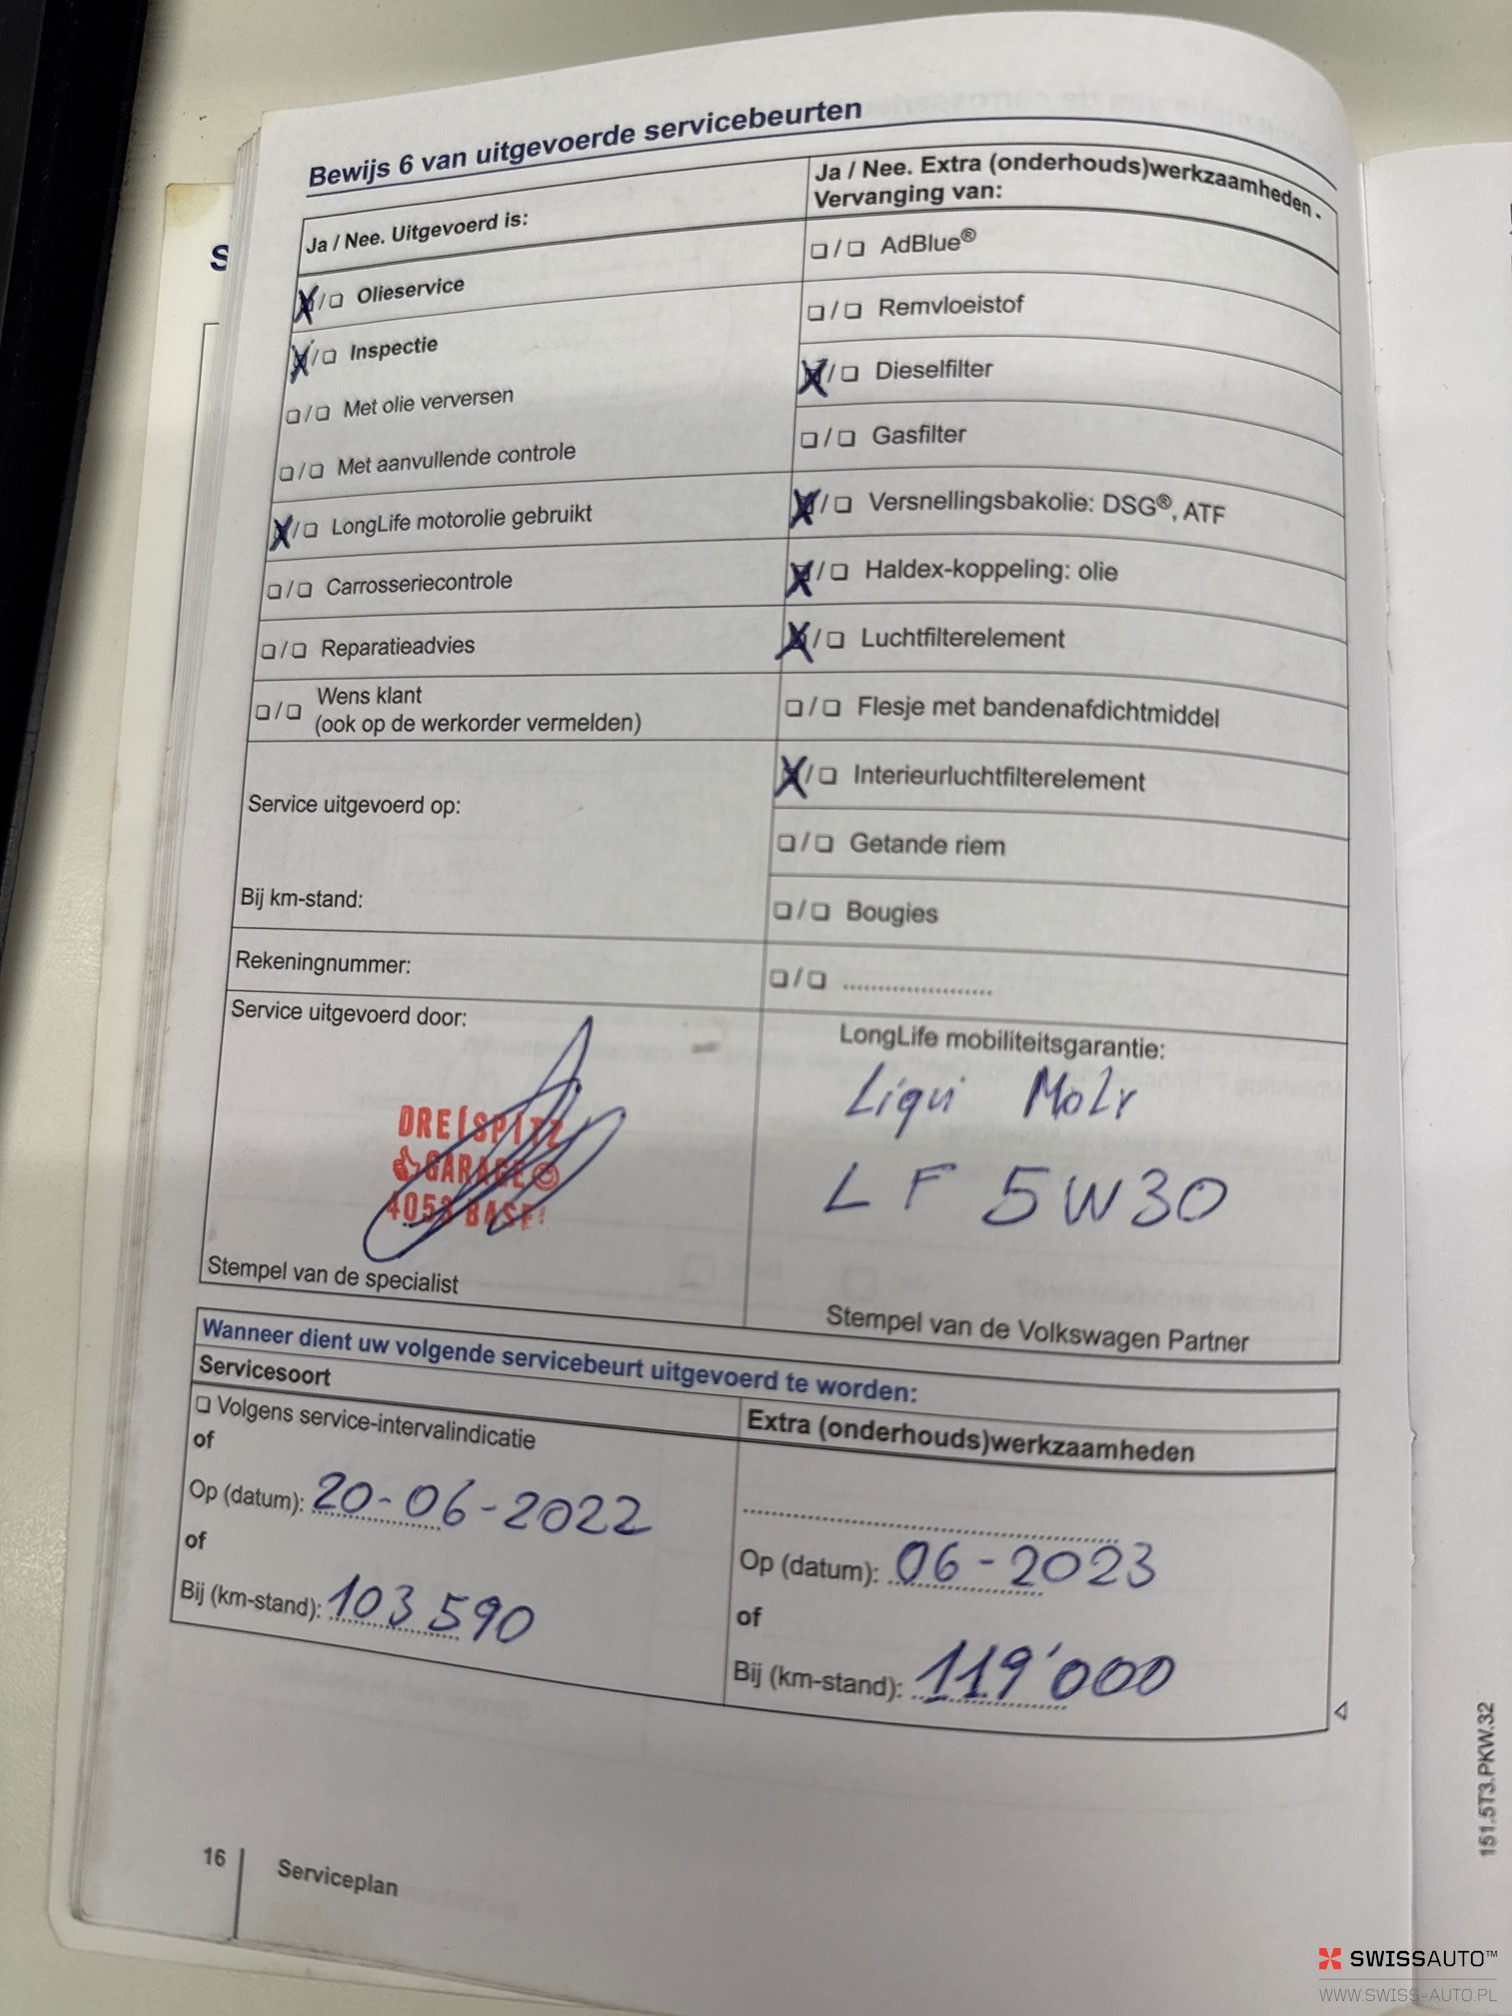 Bewijs 6 van uitgevoerde servicebeurten
Ja / Nee. Uitgevoerd is:
Olieservice
Inspectie
Met olie verversen
Met aanvullende controle
LongLife motorolie gebruikt
Carrosseriecontrole
Reparatieadvies
Wens klant
(ook op de werkorder vermelden)
Service uitgevoerd op:
Bij km-stand:
Rekeningnummer:
Service uitgevoerd door:
DREISPITZ
GARAGE
4053 BASEL
Stempel van de specialist
Ja / Nee. Extra (onderhouds)werkzaamheden -
Vervanging van:
AdBlue®
Remvloeistof
Dieselfilter
Gasfilter
Versnellingsbakolie: DSG®, ATF
Haldex-koppeling: olie
Luchtfilterelement
Flesje met bandenafdichtmiddel
Interieurluchtfilterelement
Getande riem
Bougies
LongLife mobiliteitsgarantie:
Liqui Moly
LF 5W30
Stempel van de Volkswagen Partner
Wanneer dient uw volgende servicebeurt uitgevoerd te worden:
Servicesoort
Volgens service-intervalindicatie
of
Op (datum): 20-06-2022
of
Bij (km-stand): 103 590
Extra (onderhouds)werkzaamheden
Op (datum): 06-2023
of
Bij (km-stand): 119'000
16 Serviceplan
151.5T3.PKW.32
S
SWISSAUTO™
WWW.SWISS-AUTO.PL